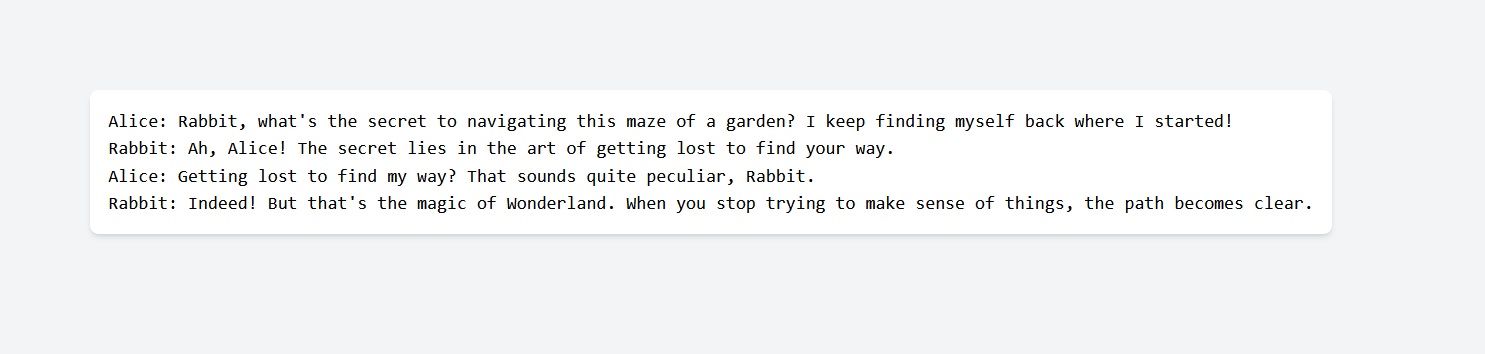 Alice: Rabbit, what's the secret to navigating this maze of a garden? I keep finding myself back where I started!
Rabbit: Ah, Alice! The secret lies in the art of getting lost to find your way.
Alice: Getting lost to find my way? That sounds quite peculiar, Rabbit.
Rabbit: Indeed! But that's the magic of Wonderland. When you stop trying to make sense of things, the path becomes clear.